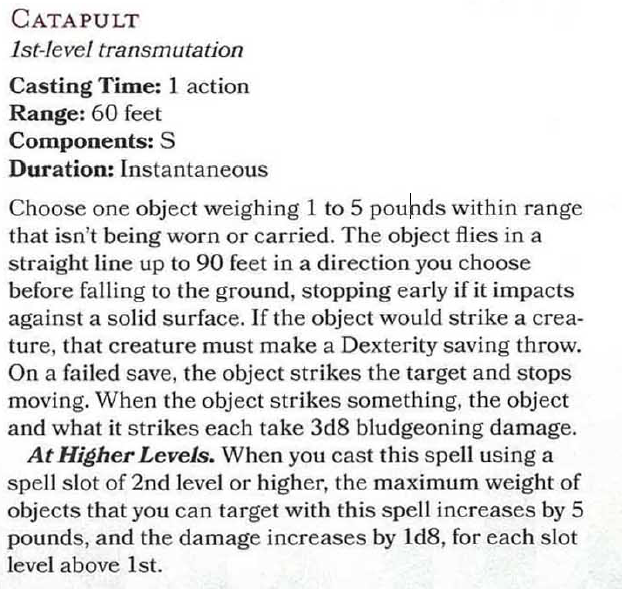 CATAPULT
1st-level transmutation
Casting Time: 1 action
Range: 60 feet
Components: S
Duration: Instantaneous
Choose one object weighing 1 to 5 pounds within range
that isn't being worn or carried. The object flies in a
straight line up to 90 feet in a direction you choose
before falling to the ground, stopping early if it impacts
against a solid surface. If the object would strike a crea-
ture, that creature must make a Dexterity saving throw.
On a failed save, the object strikes the target and stops
moving. When the object strikes something, the object
and what it strikes each take 3d8 bludgeoning damage.
At Higher Levels. When you cast this spell using a
spell slot of 2nd level or higher, the maximum weight of
objects that you can target with this spell increases by 5
pounds, and the damage increases by 1d8, for each slot
level above 1st.